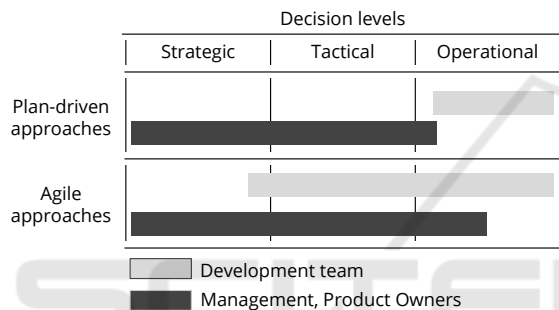 Decision levels
Strategic Tactical Operational
Plan-driven
approaches
Agile
approaches
Development team
Management, Product Owners